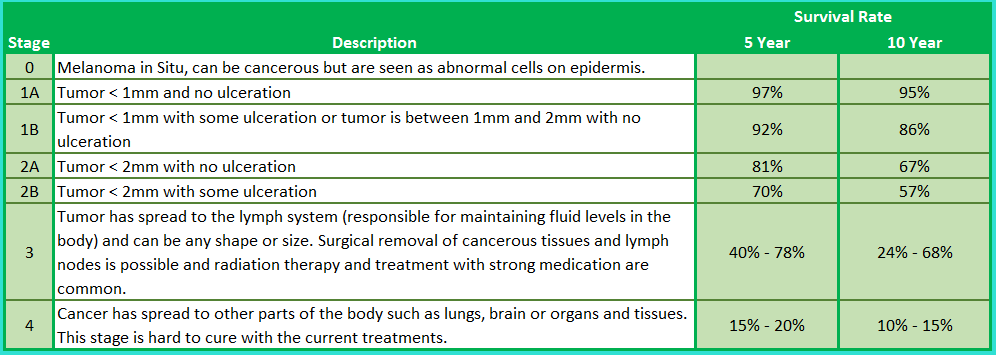 Survival Rate
Stage Description 5 Year 10 Year
0 Melanoma in Situ, can be cancerous but are seen as abnormal cells on epidermis.
1A Tumor < 1mm and no ulceration 97% 95%
1B Tumor < 1mm with some ulceration or tumor is between 1mm and 2mm with no
ulceration 92% 86%
2A Tumor < 2mm with no ulceration 81% 67%
2B Tumor < 2mm with some ulceration 70% 57%
3 Tumor has spread to the lymph system (responsible for maintaining fluid levels in the
body) and can be any shape or size. Surgical removal of cancerous tissues and lymph
nodes is possible and radiation therapy and treatment with strong medication are
common. 40% - 78% 24% - 68%
4 Cancer has spread to other parts of the body such as lungs, brain or organs and tissues.
This stage is hard to cure with the current treatments. 15% - 20% 10% - 15%